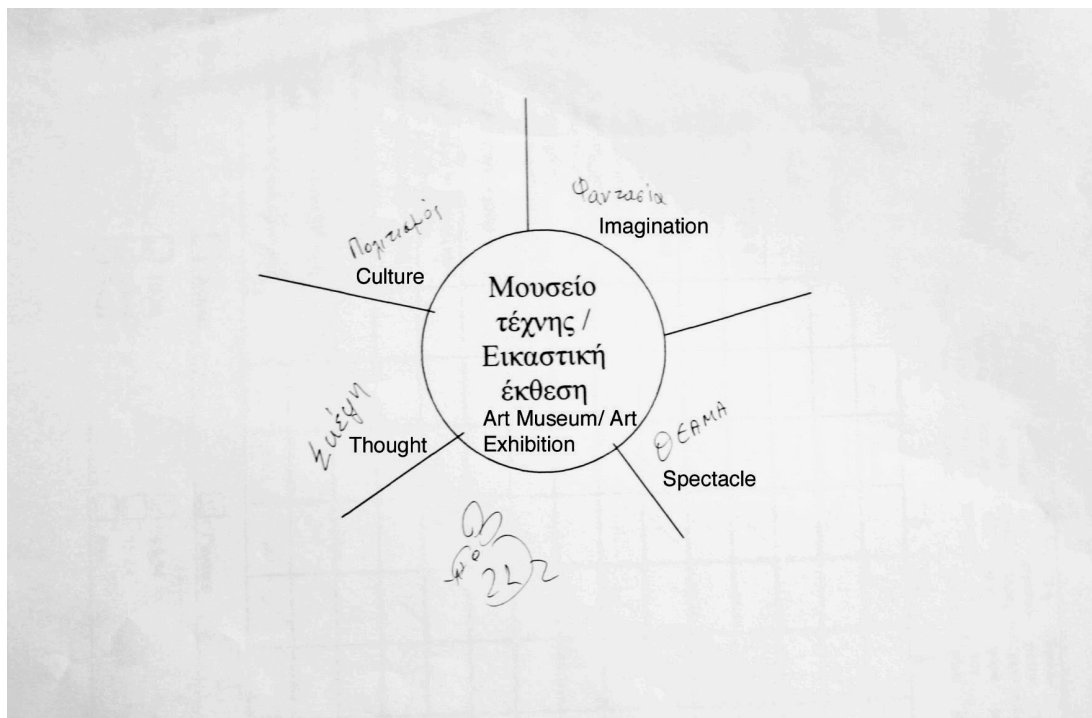 Φαντασία
Imagination
Πολιτισμός
Culture
Μουσείο
τέχνης /
Εικαστική
έκθεση
Art Museum/ Art
Exhibition
Σκέψη
Thought
ΘΕΑΜΑ
Spectacle